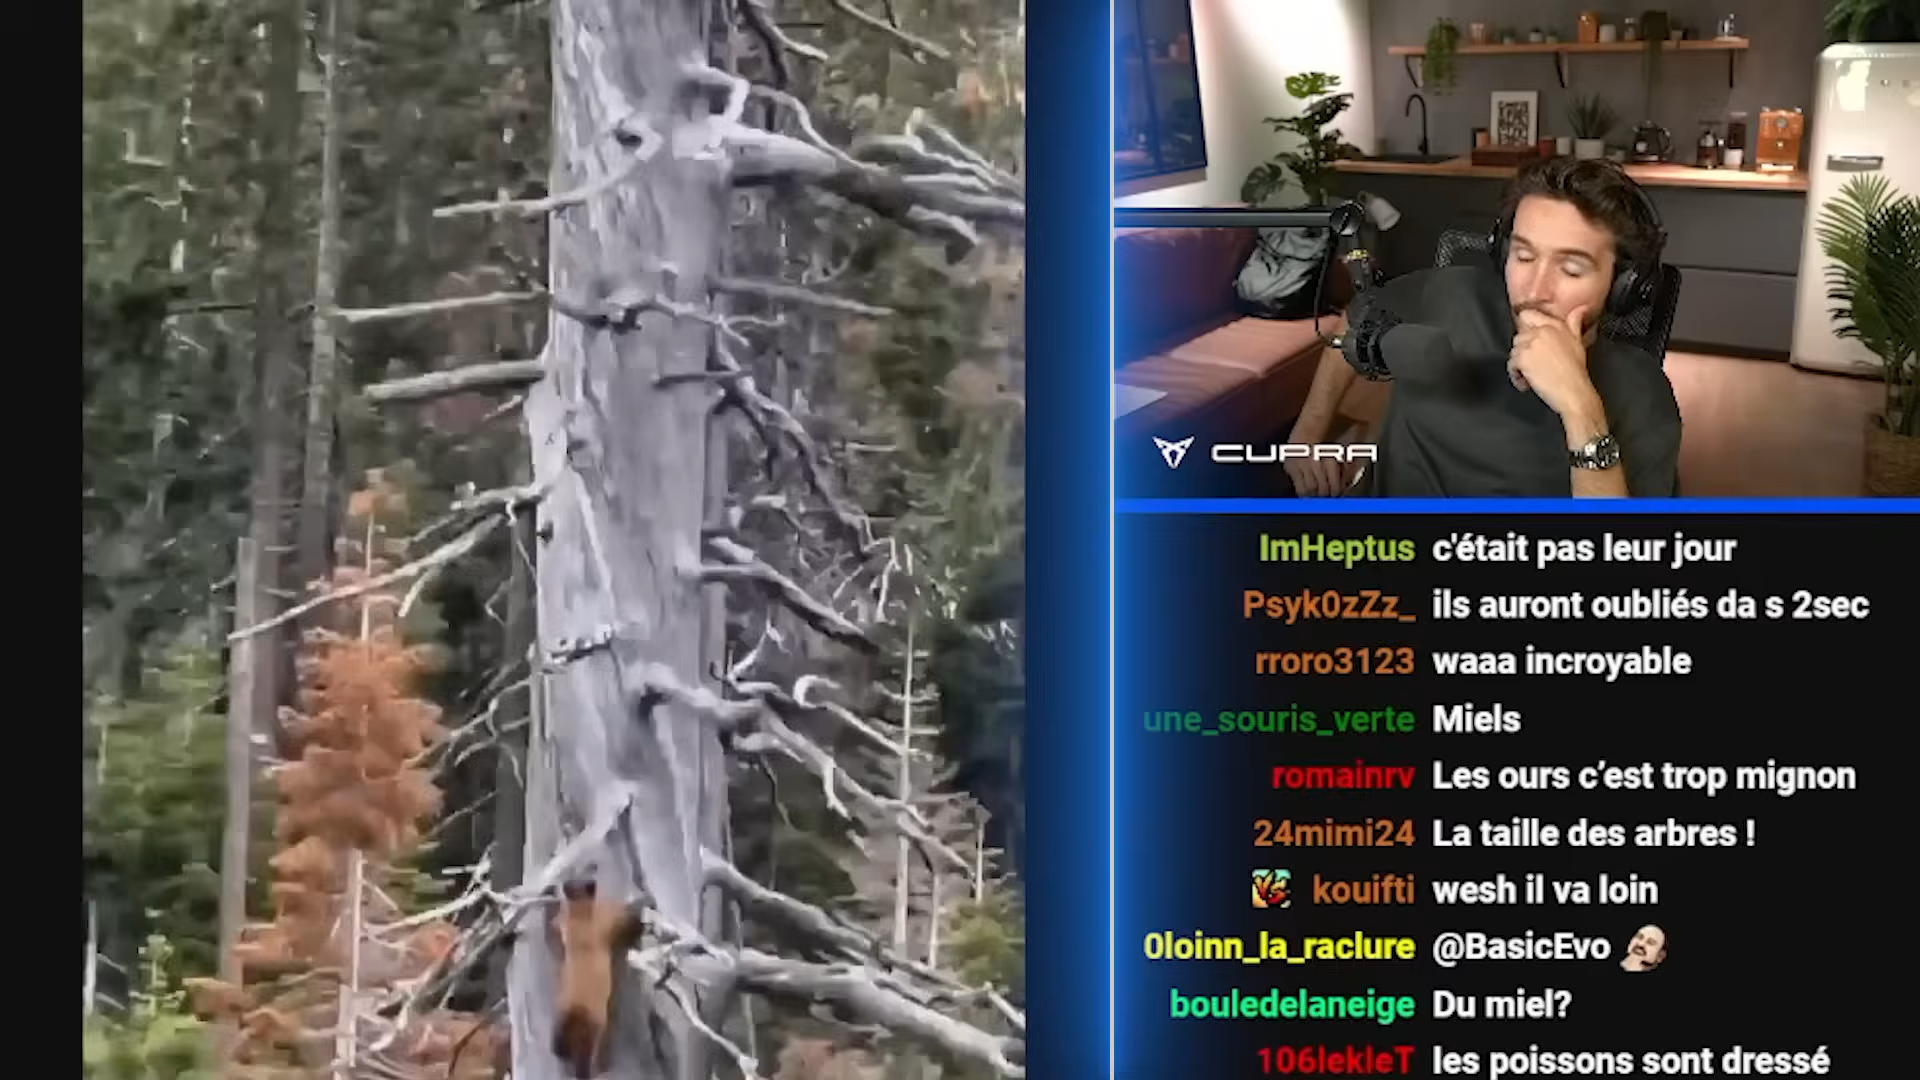 CUPRA
ImHeptus c'était pas leur jour
Psyk0zZz_ ils auront oubliés da s 2sec
rroro3123 waaa incroyable
une_souris_verte Miels
romainrv Les ours c’est trop mignon
24mimi24 La taille des arbres !
kouifti wesh il va loin
0loinn_la_raclure @BasicEvo
bouledelaneige Du miel?
106lekleT les poissons sont dressé